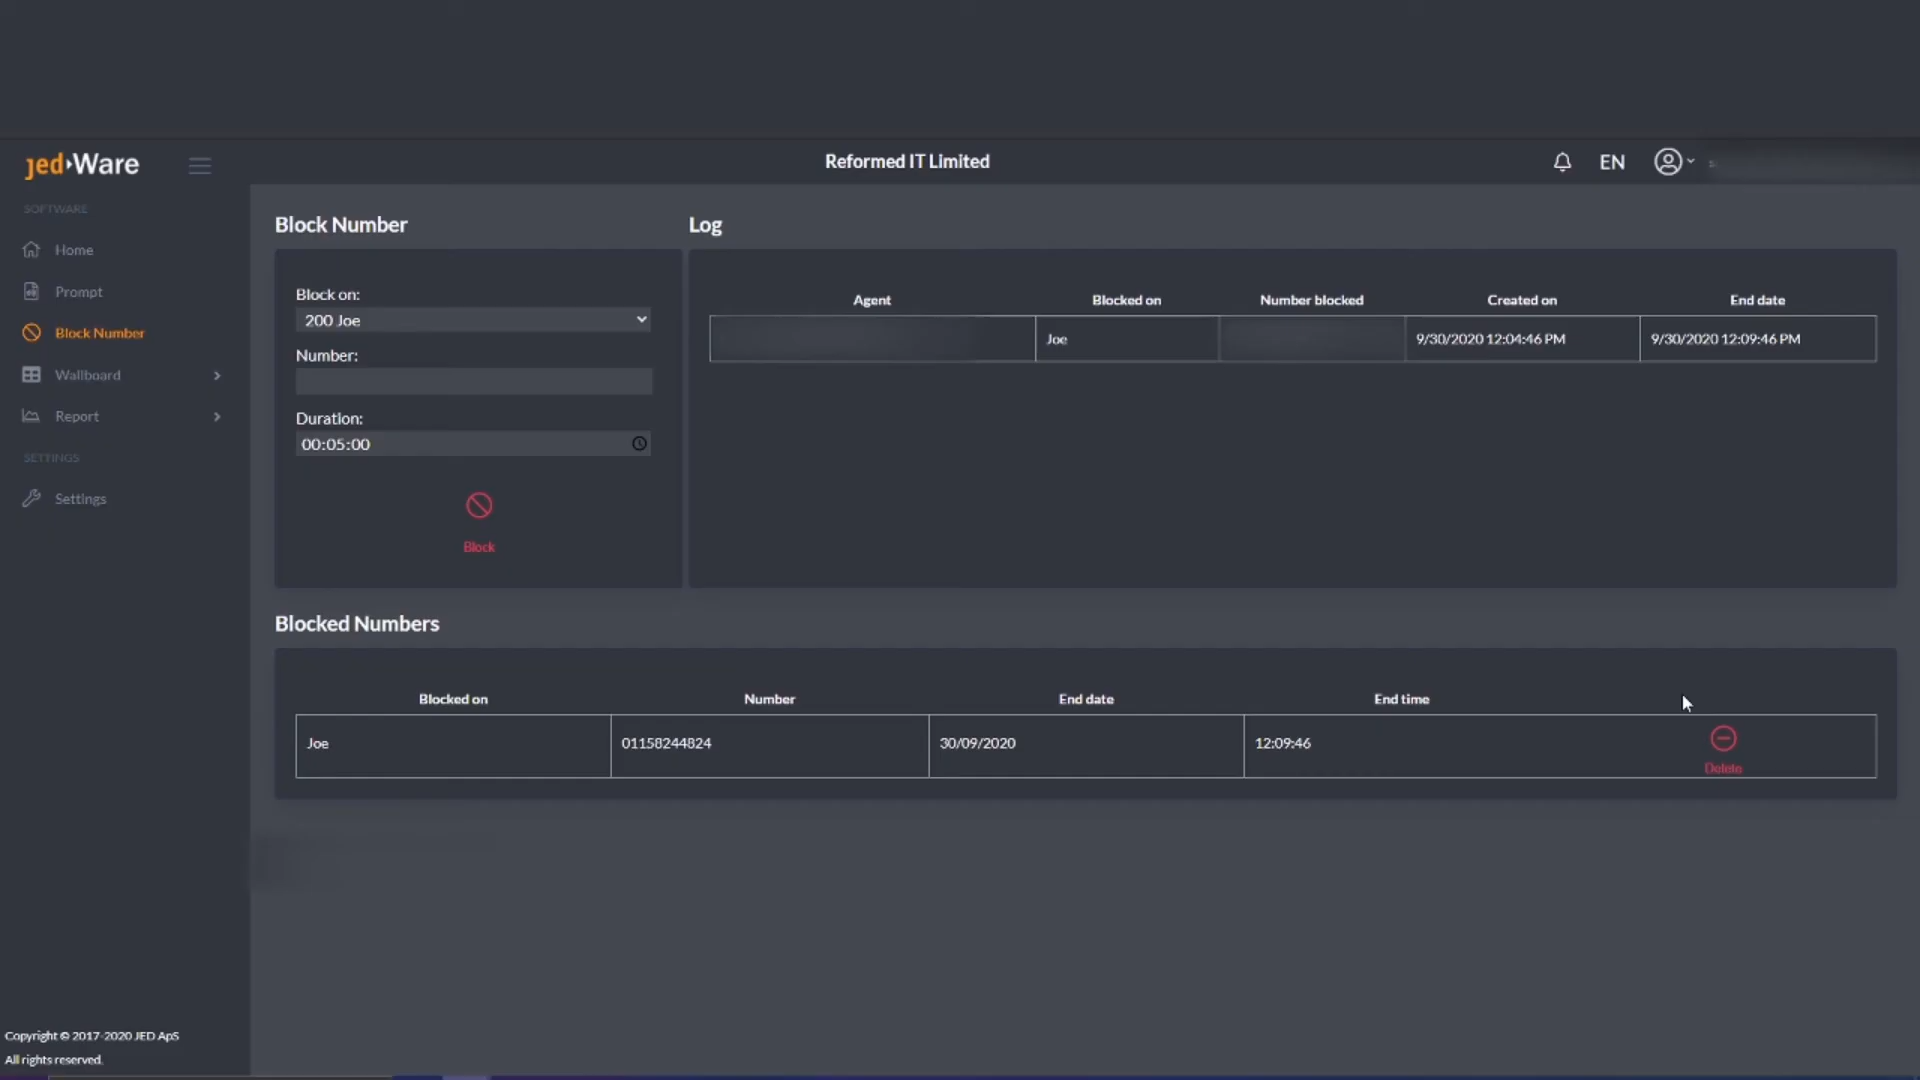 jed Ware
Reformed IT Limited
EN
SOFTWARE
Home
Prompt
Block Number
Wallboard
Report
SETTINGS
Settings
Block Number
Block on:
200 Joe
Number:
Duration:
00:05:00
Block
Log
Agent Blocked on Number blocked Created on End date
Joe 9/30/2020 12:04:46 PM 9/30/2020 12:09:46 PM
Blocked Numbers
Blocked on Number End date End time
Joe 01158244824 30/09/2020 12:09:46
Delete
Copyright © 2017-2020 JED ApS
All rights reserved.